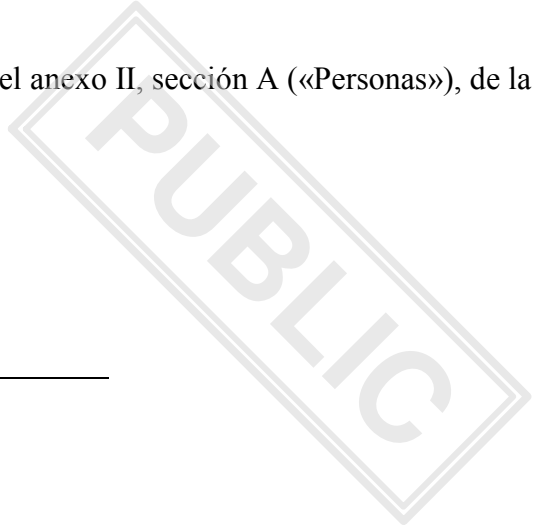 el anexo II, sección A («Personas»), de la
PUBLIC